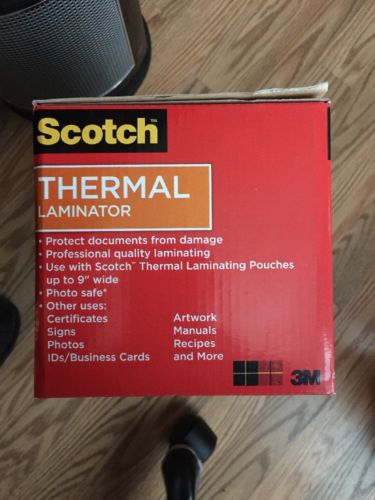 Scotch™
THERMAL
LAMINATOR
• Protect documents from damage
• Professional quality laminating
• Use with Scotch™ Thermal Laminating Pouches
up to 9" wide
• Photo safe*
• Other uses:
Certificates
Signs
Photos
IDs/Business Cards
Artwork
Manuals
Recipes
and More
3M